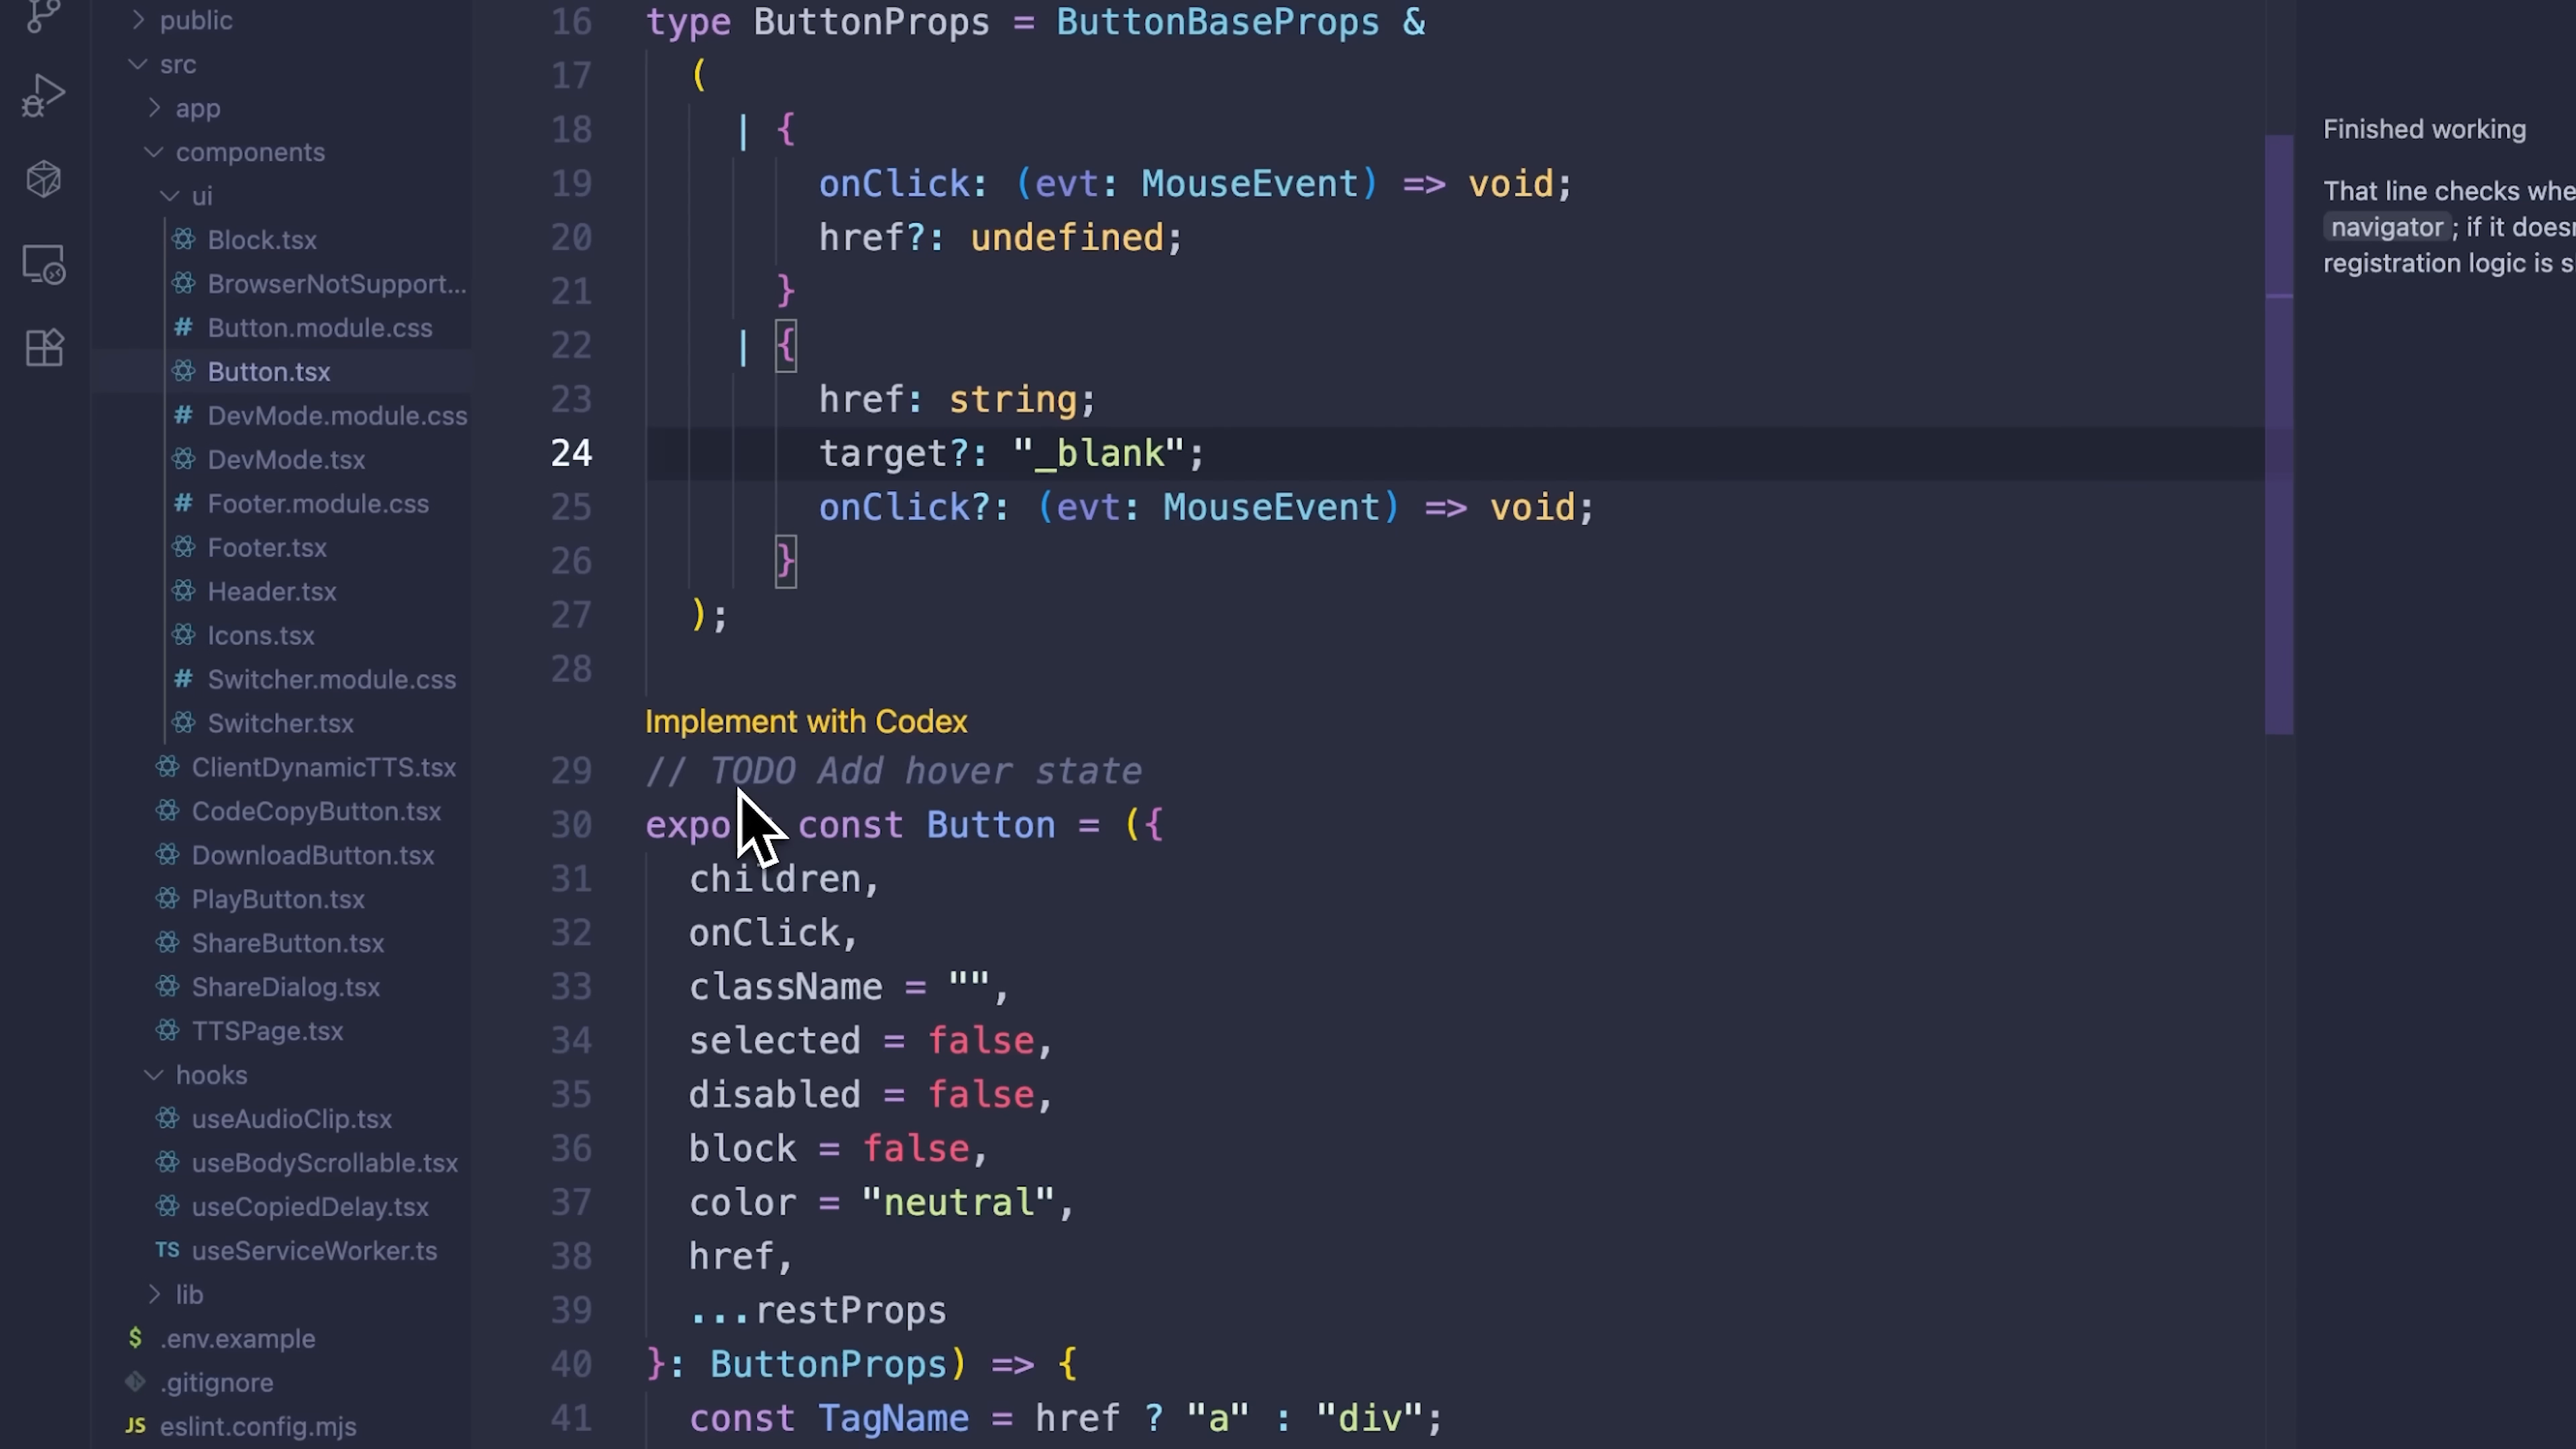 public
src
app
components
ui
Block.tsx
BrowserNotSupport...
Button.module.css
Button.tsx
DevMode.module.css
DevMode.tsx
Footer.module.css
Footer.tsx
Header.tsx
Icons.tsx
Switcher.module.css
Switcher.tsx
ClientDynamicTTS.tsx
CodeCopyButton.tsx
DownloadButton.tsx
PlayButton.tsx
ShareButton.tsx
ShareDialog.tsx
TTSPage.tsx
hooks
useAudioClip.tsx
useBodyScrollable.tsx
useCopiedDelay.tsx
TS useServiceWorker.ts
lib
$ .env.example
.gitignore
JS eslint.config.mjs
16 type ButtonProps = ButtonBaseProps &
17 (
18 | {
19 onClick: (evt: MouseEvent) => void;
20 href?: undefined;
21 }
22 | {
23 href: string;
24 target?: "_blank";
25 onClick?: (evt: MouseEvent) => void;
26 }
27 );
28
Implement with Codex
29 // TODO Add hover state
30 expo const Button = ({
31 children,
32 onClick,
33 className = "",
34 selected = false,
35 disabled = false,
36 block = false,
37 color = "neutral",
38 href,
39 ...restProps
40 }: ButtonProps) => {
41 const TagName = href ? "a" : "div";
Finished working
That line checks
navigator ; if it
registration logic is